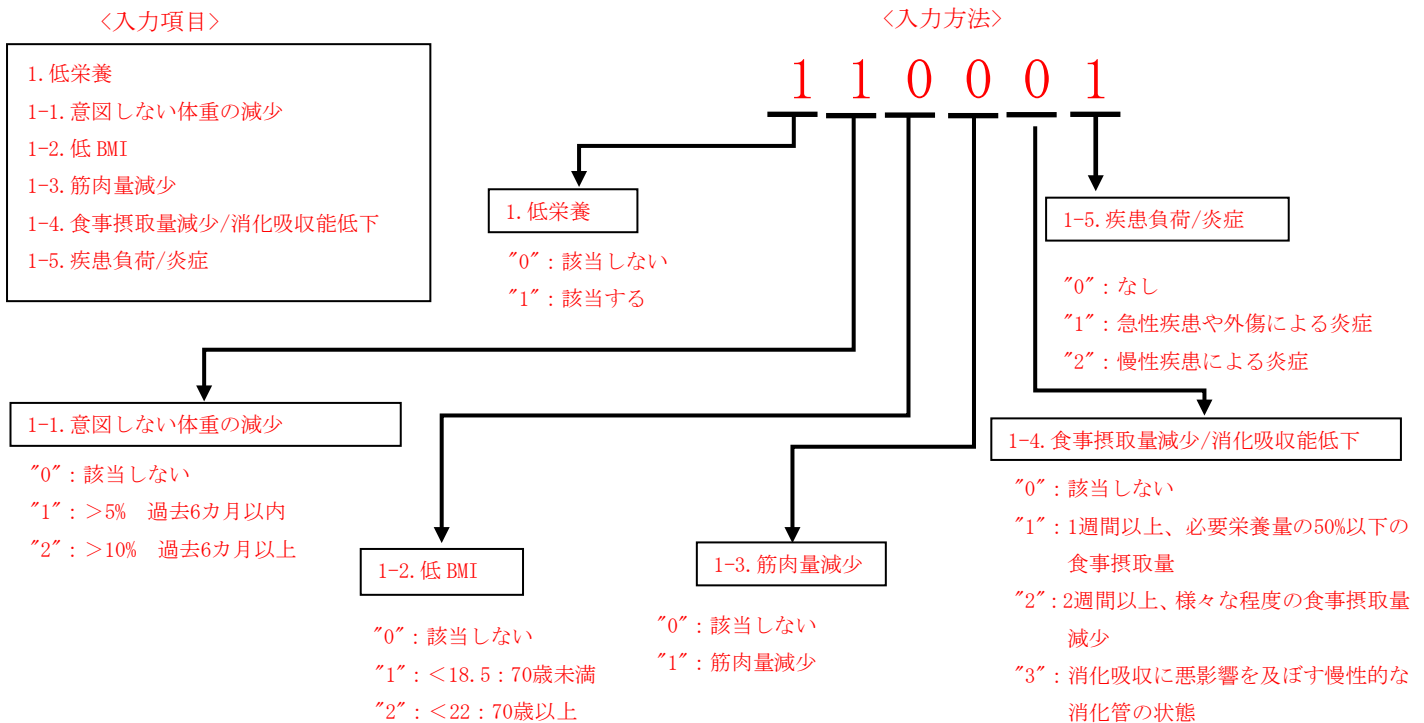 <入力項目>
1.低栄養
1-1.意図しない体重の減少
1-2.低 BMI
1-3.筋肉量減少
1-4.食事摂取量減少/消化吸収能低下
1-5.疾患負荷/炎症
<入力方法>
1 1 0 0 0 1
1.低栄養
"0"：該当しない
"1"：該当する
1-5.疾患負荷/炎症
"0"：なし
"1"：急性疾患や外傷による炎症
"2"：慢性疾患による炎症
1-1.意図しない体重の減少
"0"：該当しない
"1"：＞5%　過去6カ月以内
"2"：＞10%　過去6カ月以上
1-2.低 BMI
"0"：該当しない
"1"：＜18.5：70歳未満
"2"：＜22：70歳以上
1-3.筋肉量減少
"0"：該当しない
"1"：筋肉量減少
1-4.食事摂取量減少/消化吸収能低下
"0"：該当しない
"1"：1週間以上、必要栄養量の50%以下の
食事摂取量
"2"：2週間以上、様々な程度の食事摂取量
減少
"3"：消化吸収に悪影響を及ぼす慢性的な
消化管の状態